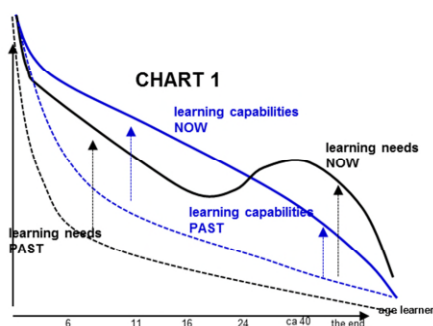 CHART 1
learning capabilities
NOW
learning needs
NOW
learning capabilities
PAST
learning needs
PAST
age learner
6 11 16 24 ca 40 the end